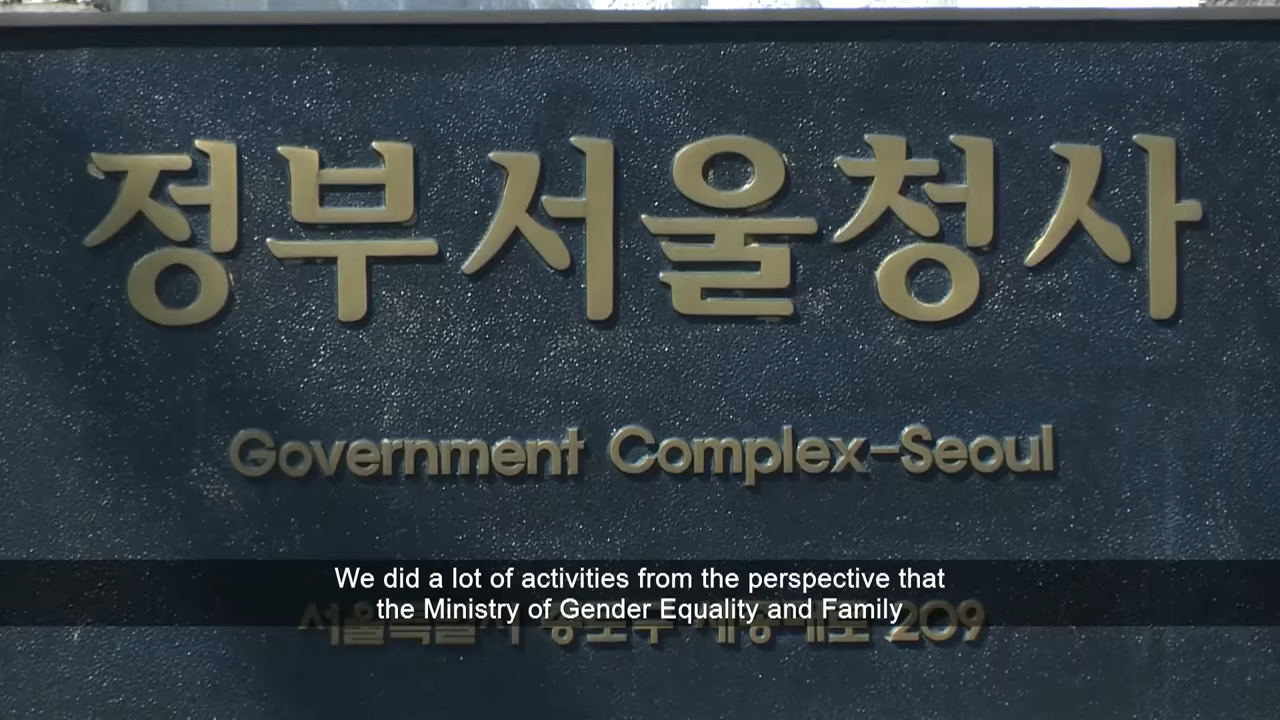 정부서울청사
Government Complex-Seoul
We did a lot of activities from the perspective that
the Ministry of Gender Equality and Family
209